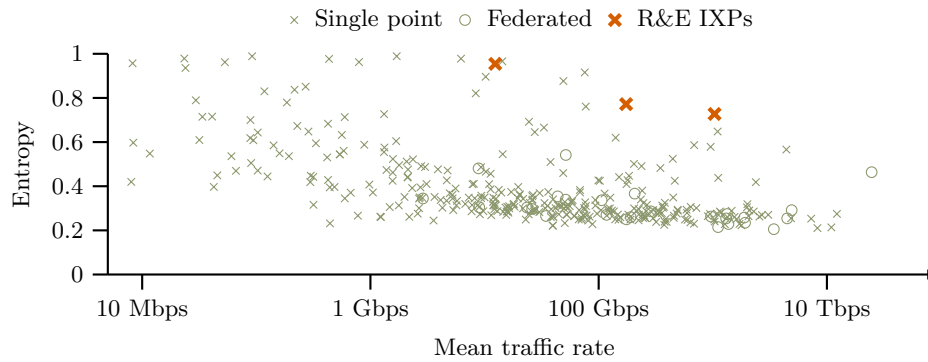 Single point Federated R&E IXPs
1
0.8
0.6
0.4
0.2
0
Entropy
10 Mbps 1 Gbps 100 Gbps 10 Tbps
Mean traffic rate